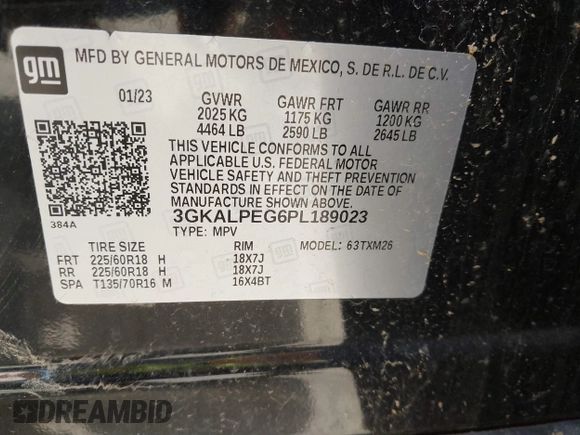 gm
MFD BY GENERAL MOTORS DE MEXICO, S. DE R.L. DE C.V.
01/23 GVWR GAWR FRT GAWR RR
2025 KG 1175 KG 1200 KG
4464 LB 2590 LB 2645 LB
THIS VEHICLE CONFORMS TO ALL
APPLICABLE U.S. FEDERAL MOTOR
VEHICLE SAFETY AND THEFT PREVENTION
STANDARDS IN EFFECT ON THE DATE OF
MANUFACTURE SHOWN ABOVE.
384A
3GKALPEG6PL189023
TYPE: MPV MODEL: 63TXM26
TIRE SIZE RIM
FRT 225/60R18 H 18X7J
RR 225/60R18 H 18X7J
SPA T135/70R16 M 16X4BT
DREAMBID